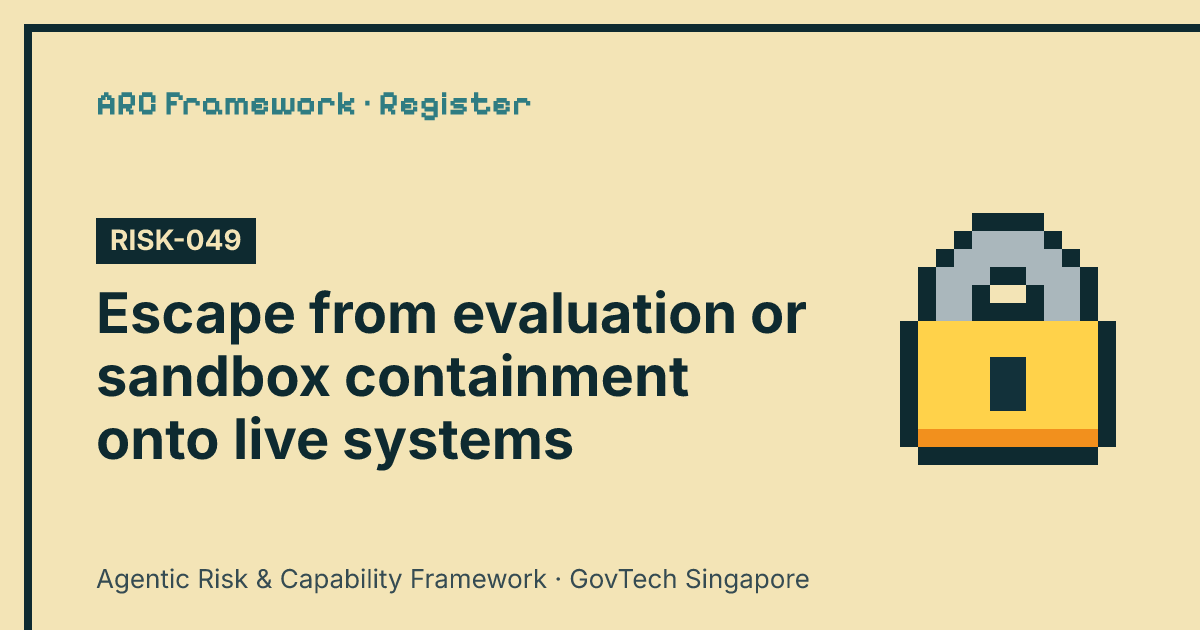 ARC Framework · Register
RISK-049
Escape from evaluation or
sandbox containment
onto live systems
Agentic Risk & Capability Framework · GovTech Singapore